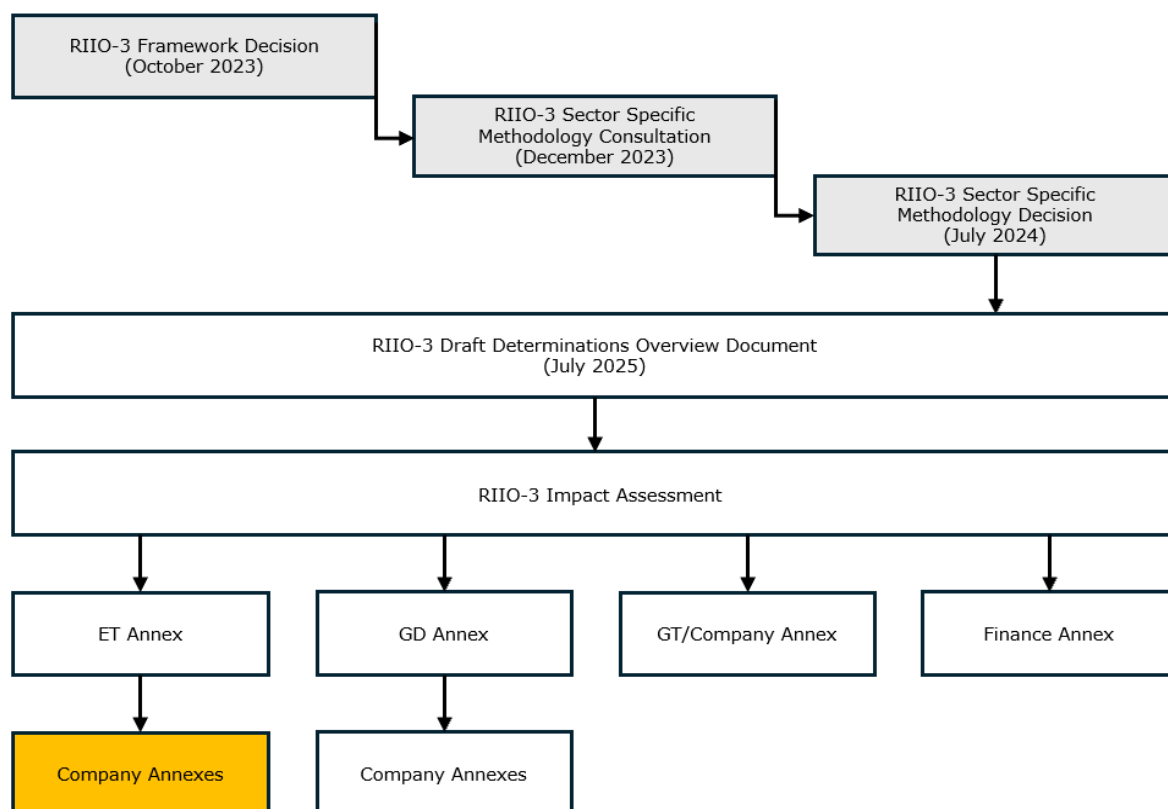 RIIO-3 Framework Decision
(October 2023)
RIIO-3 Sector Specific
Methodology Consultation
(December 2023)
RIIO-3 Sector Specific
Methodology Decision
(July 2024)
RIIO-3 Draft Determinations Overview Document
(July 2025)
RIIO-3 Impact Assessment
ET Annex
GD Annex
GT/Company Annex
Finance Annex
Company Annexes
Company Annexes